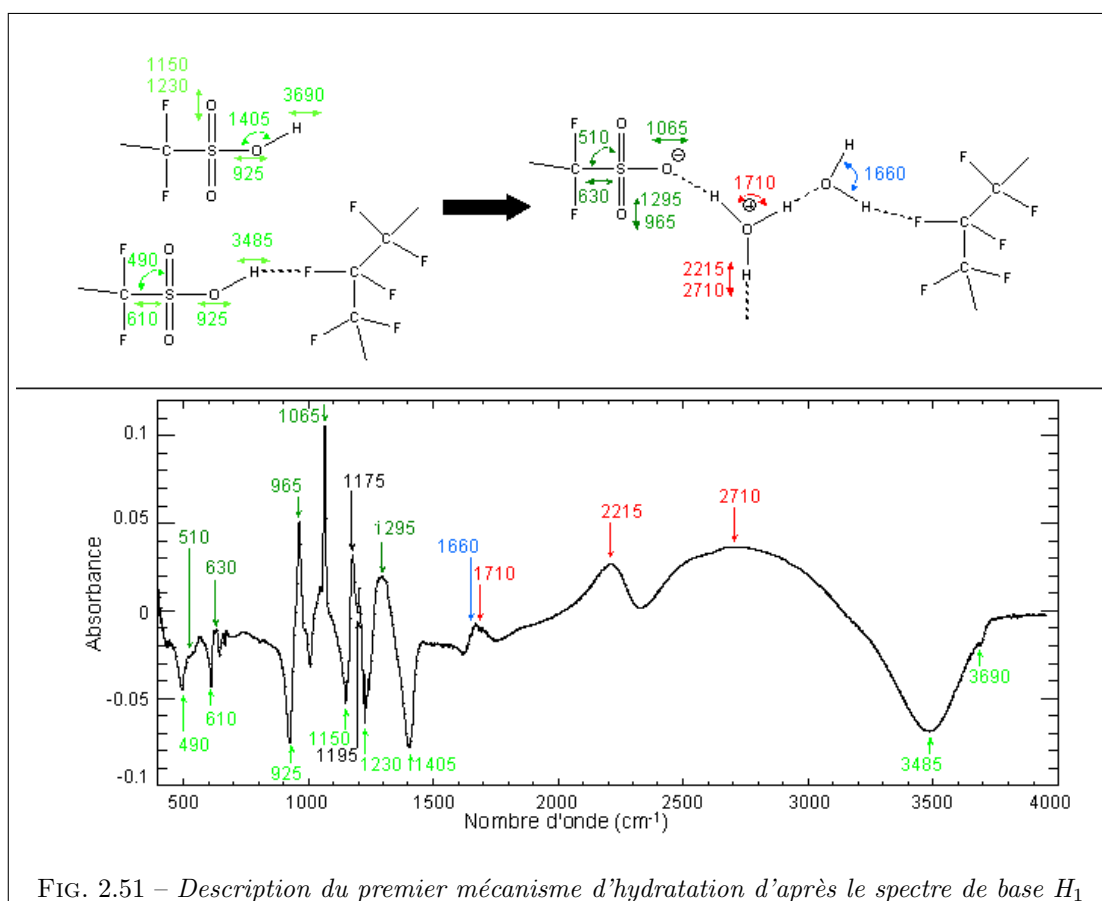 1150
1230
3690
1405
F
O
H
C
S
O
F
O
925
3485
490
F
O
H
F
C
F
F
C
S
O
F
610
925
F
O
F
F
1065
510
F
O
C
S
O
⊖
630
F
O
1295
965
H
1710
⊕
H
H
O
2215
2710
H
H
O
1660
H
F
F
F
F
F
1065
1175
965
1295
510
630
1660
1710
2215
2710
490
610
925
1150
1195
1230
1405
3485
3690
Absorbance
0.1
0.05
0
-0.05
-0.1
500 1000 1500 2000 2500 3000 3500 4000
Nombre d'onde (cm⁻¹)
FIG. 2.51 – Description du premier mécanisme d'hydratation d'après le spectre de base H₁